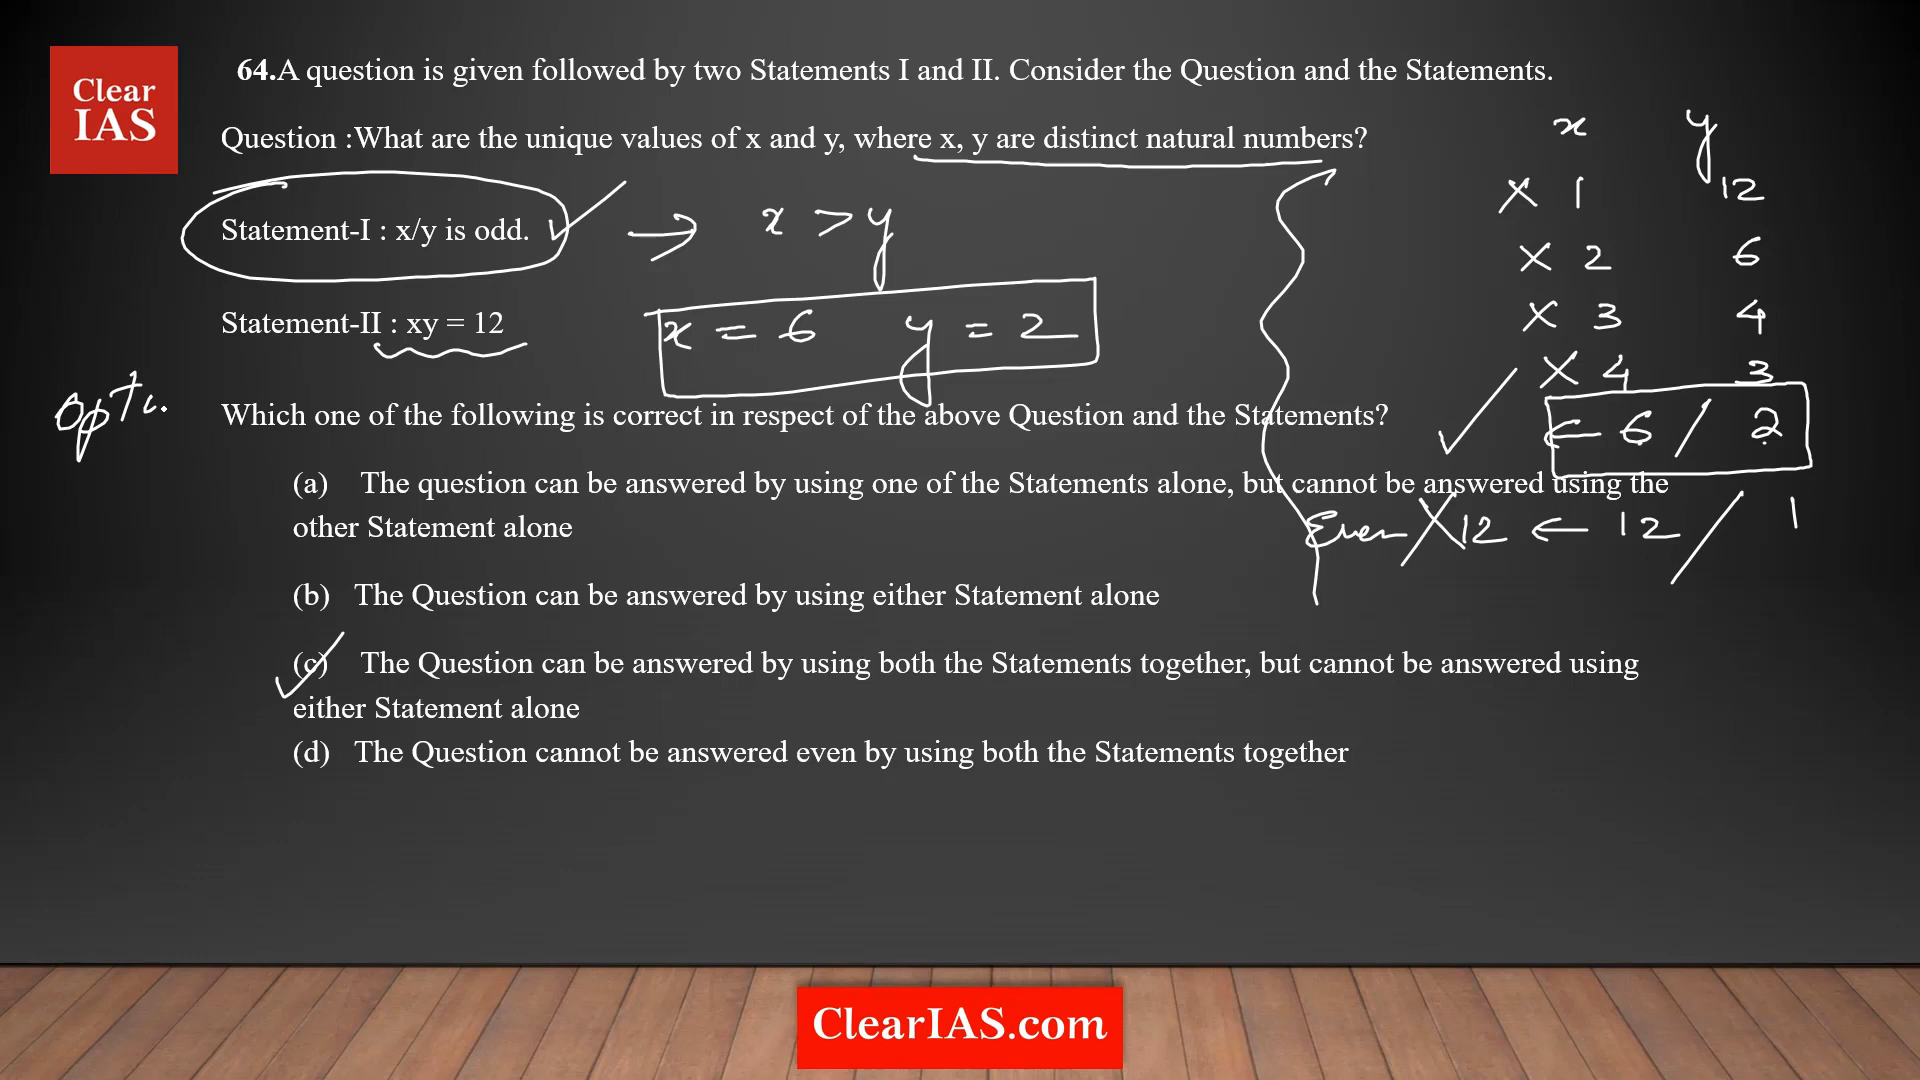 Clear
IAS
64.A question is given followed by two Statements I and II. Consider the Question and the Statements.
Question :What are the unique values of x and y, where x, y are distinct natural numbers?
Statement-I : x/y is odd.
→ x > y
Statement-II : xy = 12
x = 6 y = 2
x y
X 1 12
X 2 6
X 3 4
X 4 3
← 6 / 2
Even X 12 ← 12 / 1
Which one of the following is correct in respect of the above Question and the Statements?
(a) The question can be answered by using one of the Statements alone, but cannot be answered using the
other Statement alone
(b) The Question can be answered by using either Statement alone
(c) The Question can be answered by using both the Statements together, but cannot be answered using
either Statement alone
(d) The Question cannot be answered even by using both the Statements together
ClearIAS.com